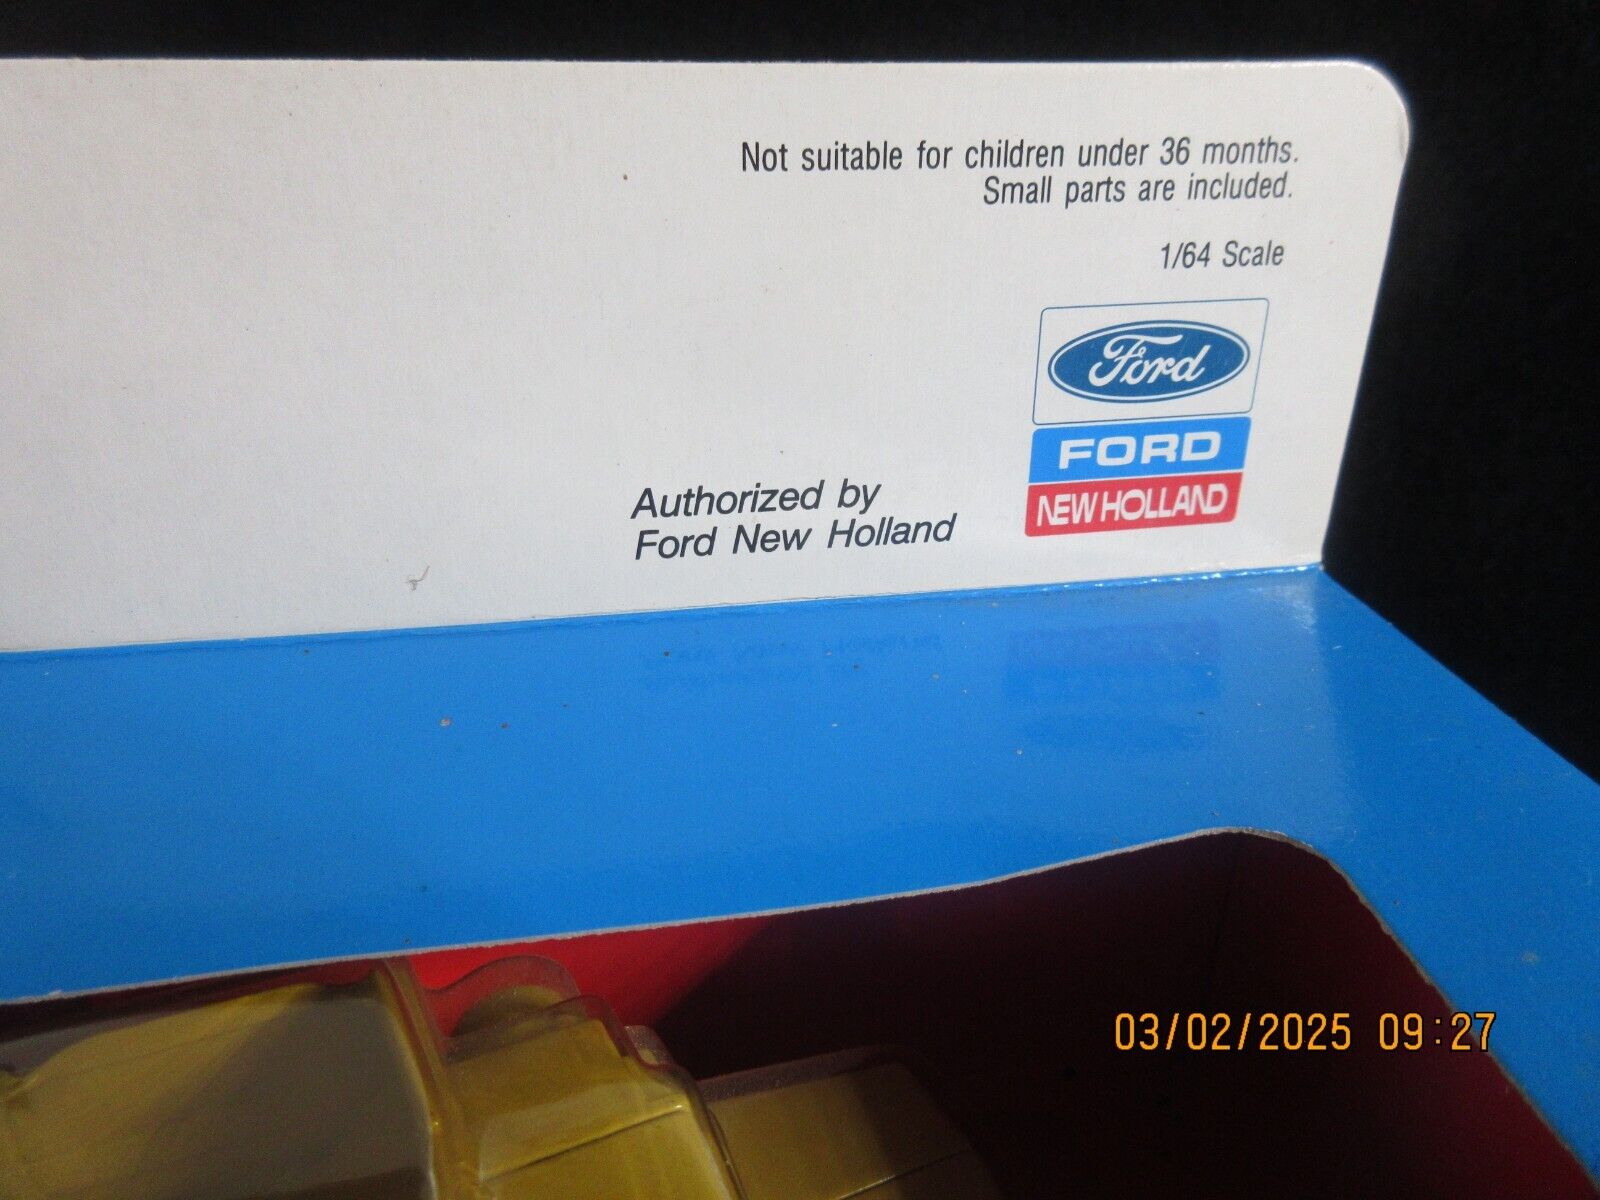 Not suitable for children under 36 months.
Small parts are included.
1/64 Scale
Ford
FORD
NEW HOLLAND
Authorized by
Ford New Holland
03/02/2025 09:27